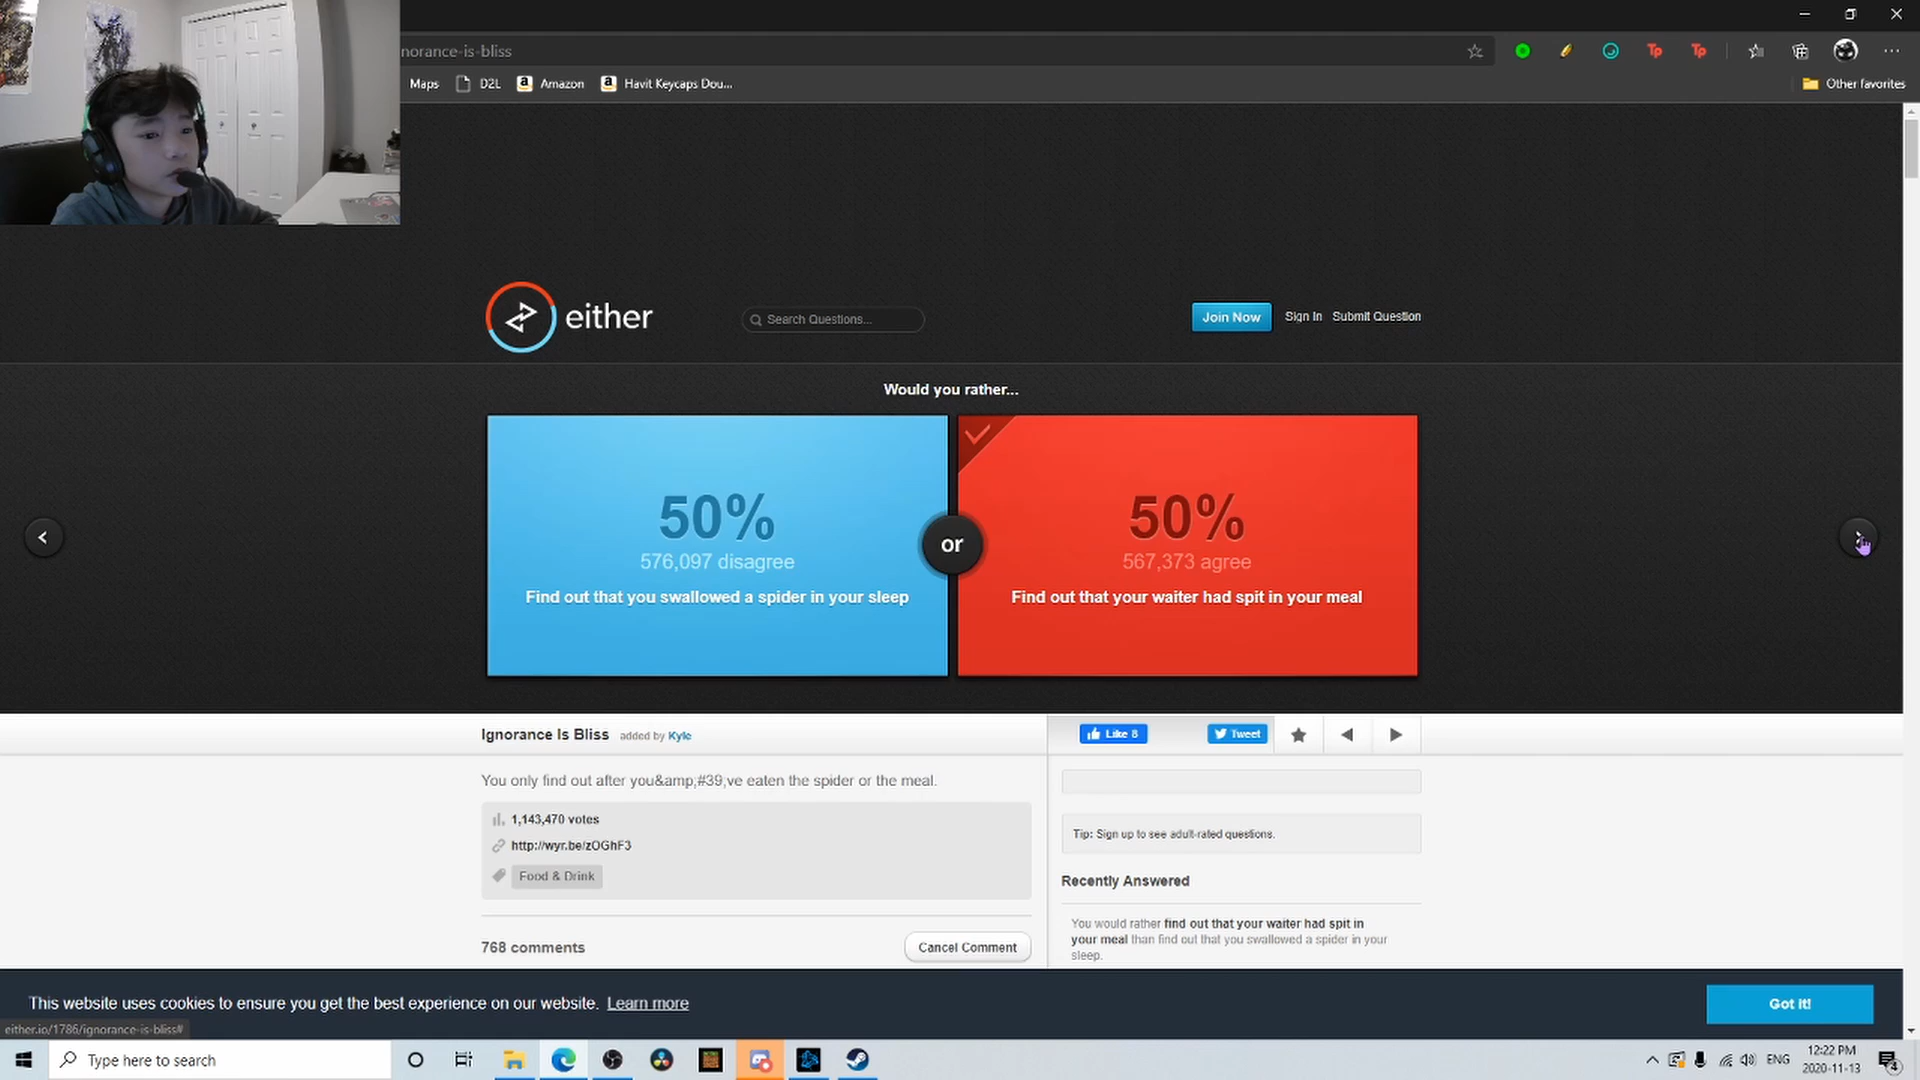 norance-is-bliss
Maps D2L Amazon Havit Keycaps Dou... Other favorites
either Search Questions... Join Now Sign In Submit Question
Would you rather...
50%
576,097 disagree
Find out that you swallowed a spider in your sleep
or
50%
567,373 agree
Find out that your waiter had spit in your meal
Ignorance Is Bliss added by Kyle
Like 8 Tweet
You only find out after you&amp;#39,ve eaten the spider or the meal.
1,143,470 votes
http://wyr.be/zOGhF3
Food & Drink
768 comments Cancel Comment
Tip: Sign up to see adult-rated questions.
Recently Answered
You would rather find out that your waiter had spit in
your meal than find out that you swallowed a spider in your
sleep.
This website uses cookies to ensure you get the best experience on our website. Learn more
Got It!
either.io/1786/ignorance-is-bliss#
Type here to search
ENG
12:22 PM
2020-11-13
4